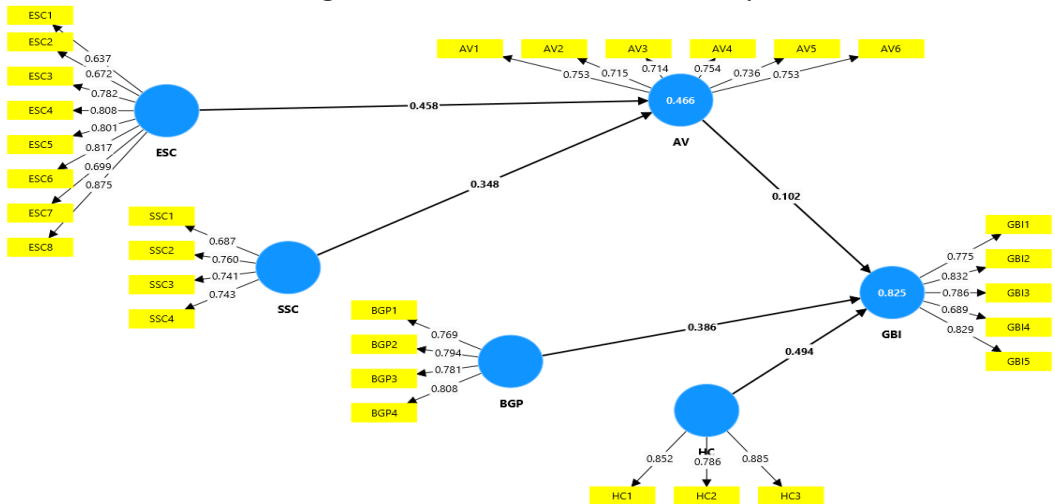 ESC1
ESC2
ESC3
ESC4
ESC5
ESC6
ESC7
ESC8
0.637
0.672
0.782
0.808
0.801
0.817
0.699
0.875
ESC
0.458
AV1
AV2
AV3
AV4
AV5
AV6
0.753
0.715
0.714
0.754
0.736
0.753
0.466
AV
0.348
0.102
SSC1
SSC2
SSC3
SSC4
0.687
0.760
0.741
0.743
SSC
BGP1
BGP2
BGP3
BGP4
0.769
0.794
0.781
0.808
BGP
0.386
0.494
0.825
GBI
0.775
0.832
0.786
0.689
0.829
GBI1
GBI2
GBI3
GBI4
GBI5
HC
0.852
0.786
0.885
HC1
HC2
HC3